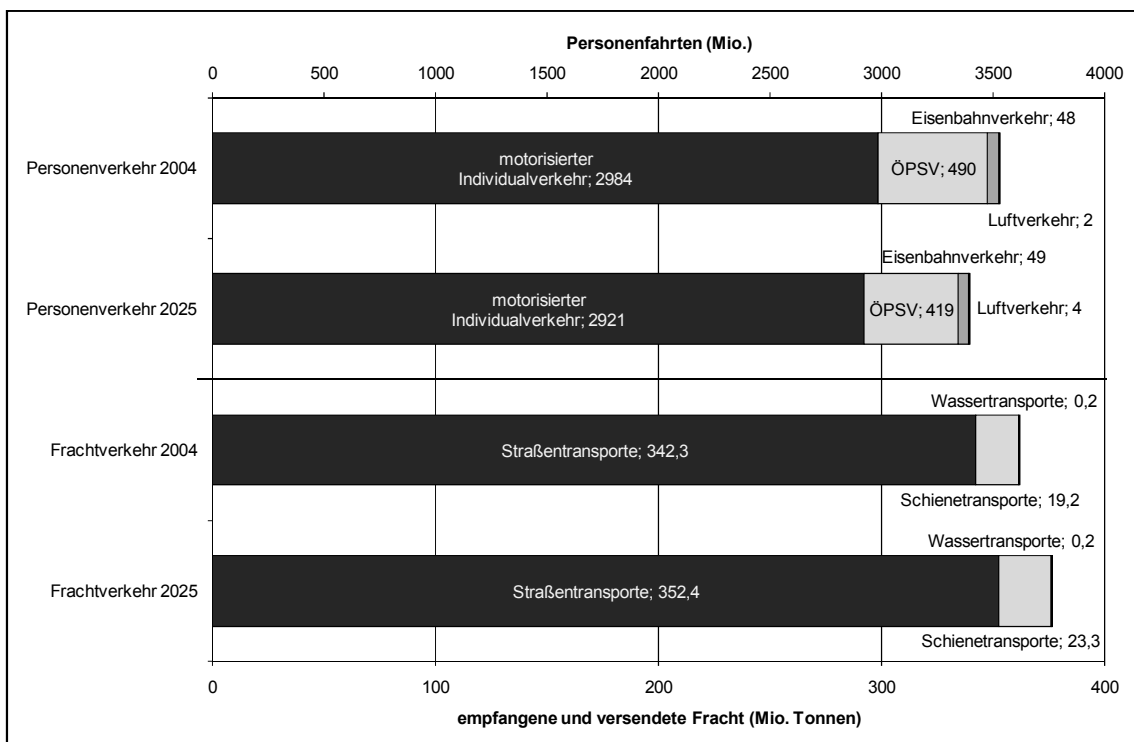 Personenfahrten (Mio.)
0 500 1000 1500 2000 2500 3000 3500 4000
Eisenbahnverkehr; 48
Personenverkehr 2004
motorisierter
Individualverkehr; 2984
ÖPSV; 490
Luftverkehr; 2
Eisenbahnverkehr; 49
Personenverkehr 2025
motorisierter
Individualverkehr; 2921
ÖPSV; 419
Luftverkehr; 4
Wassertransporte; 0,2
Frachtverkehr 2004
Straßentransporte; 342,3
Schienetransporte; 19,2
Wassertransporte; 0,2
Frachtverkehr 2025
Straßentransporte; 352,4
Schienetransporte; 23,3
0 100 200 300 400
empfangene und versendete Fracht (Mio. Tonnen)